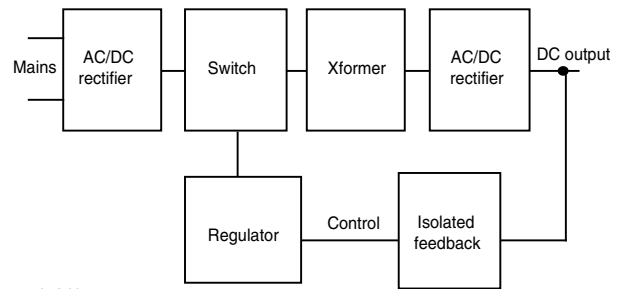 Mains
AC/DC
rectifier
Switch
Xformer
AC/DC
rectifier
DC output
Regulator
Control
Isolated
feedback